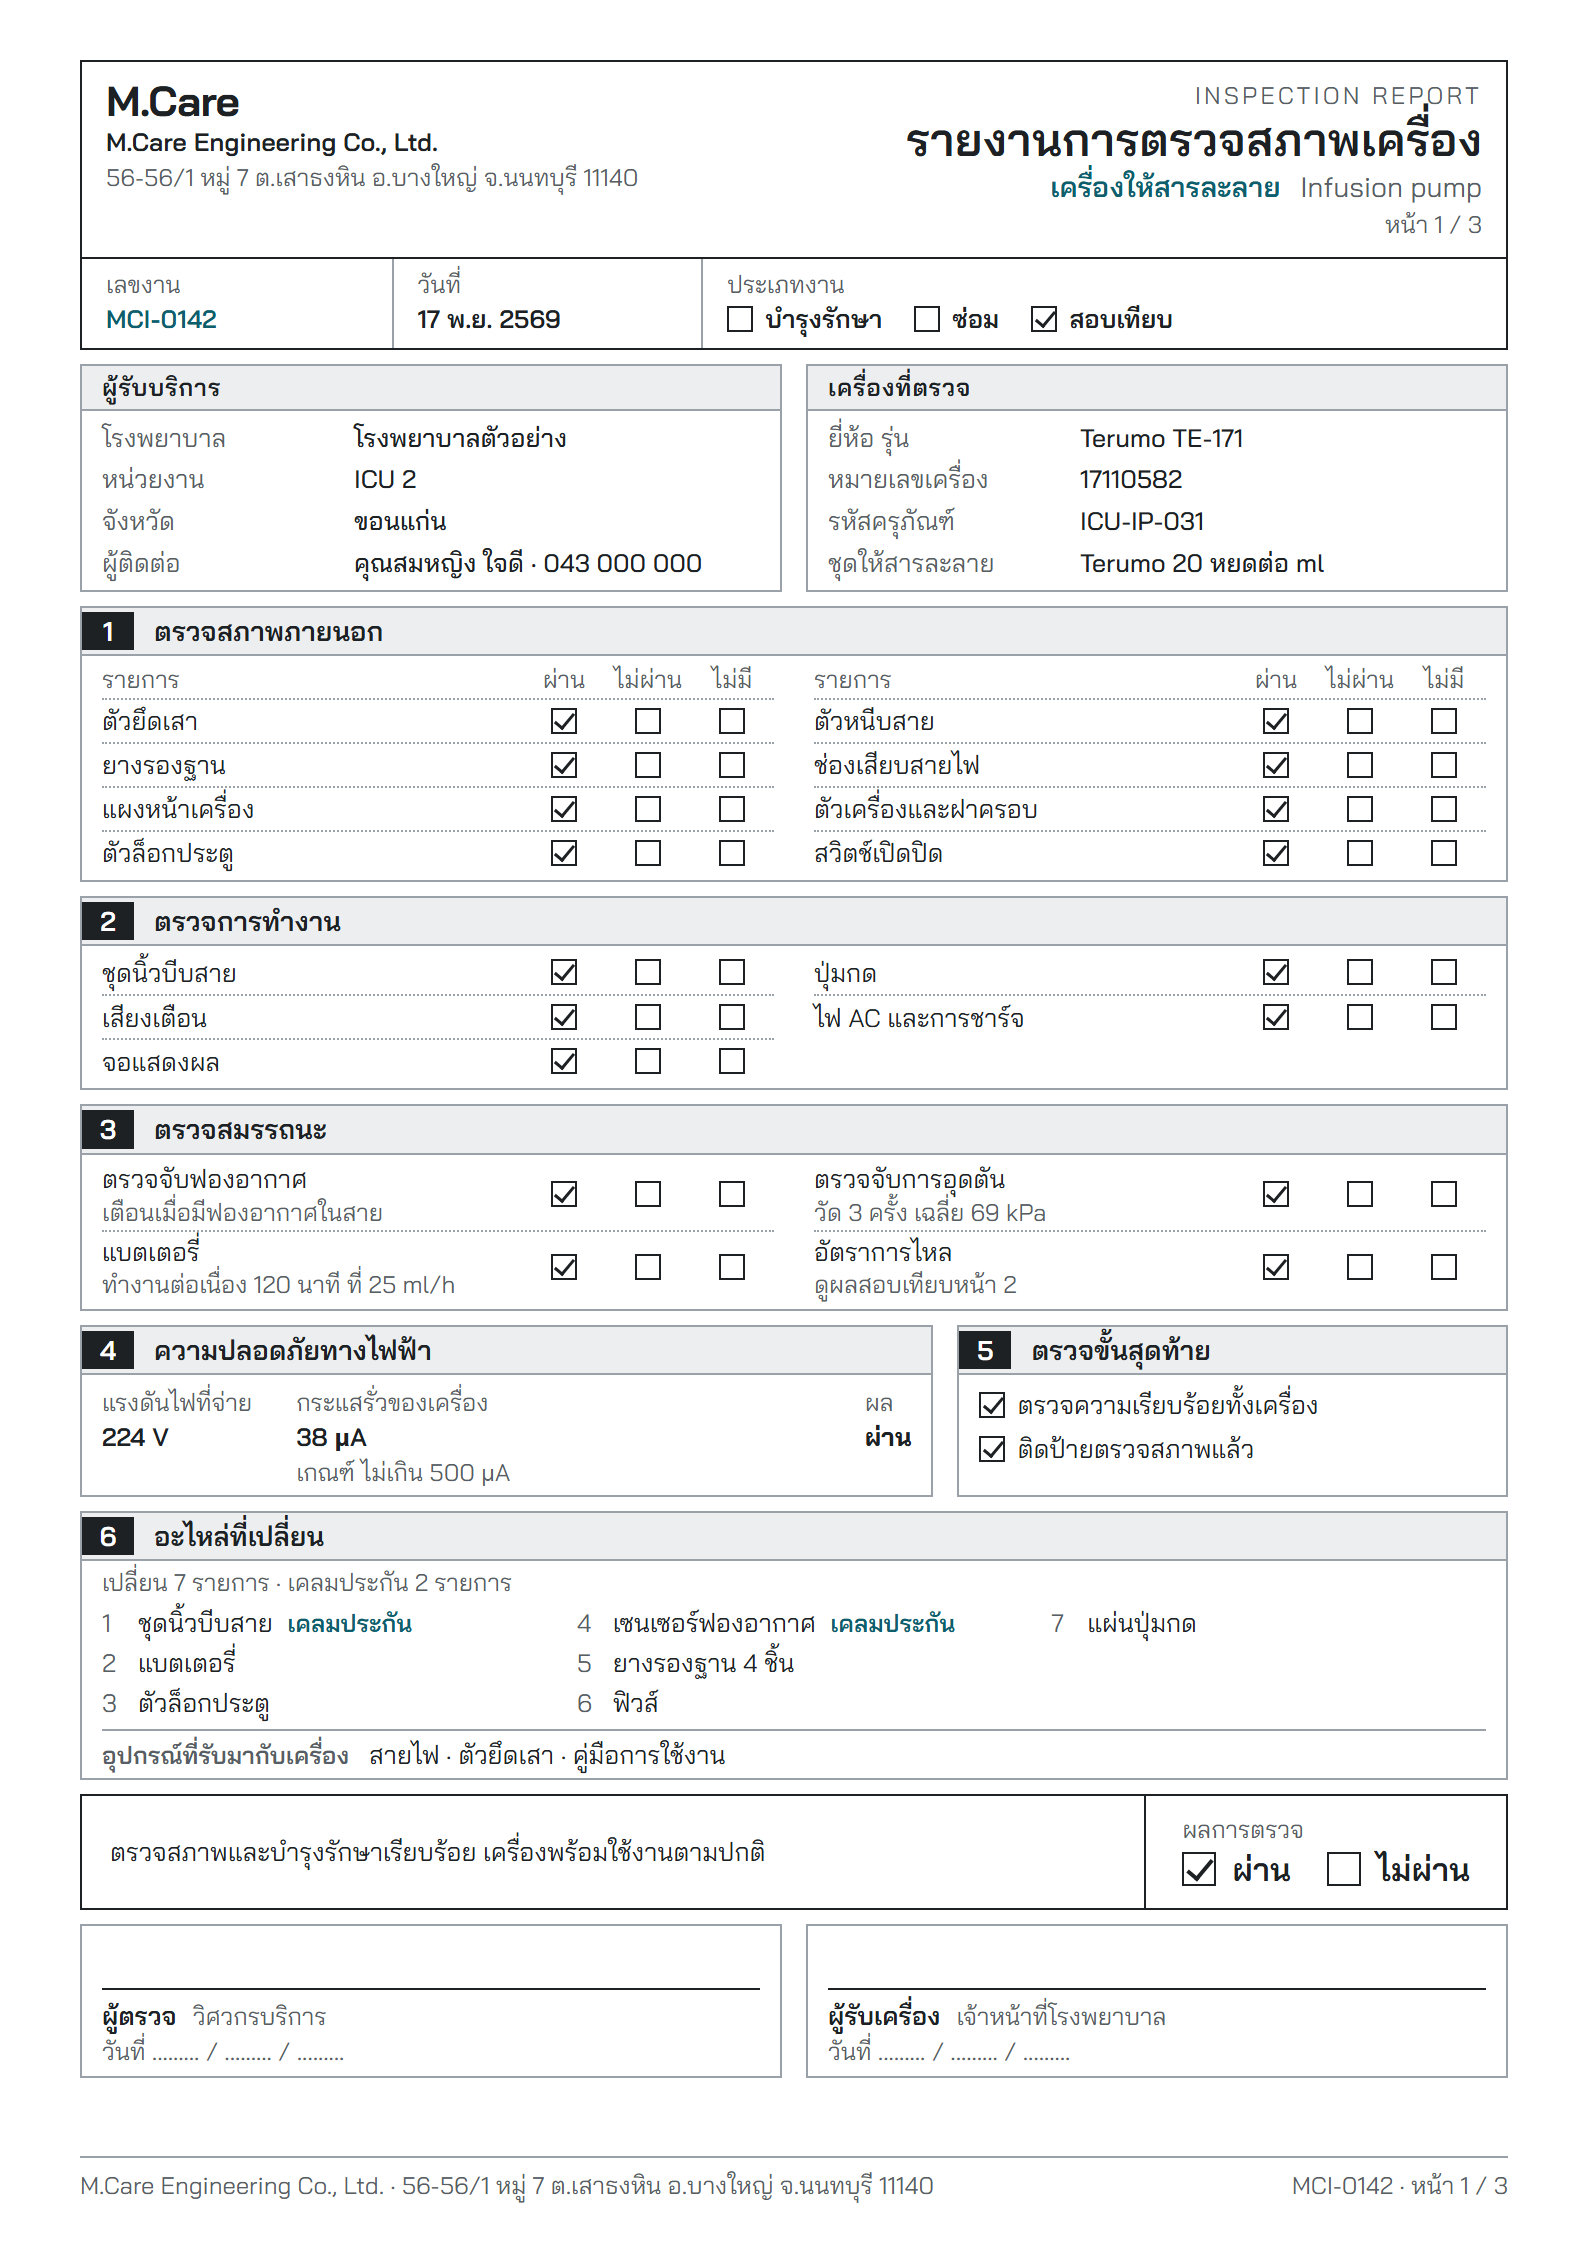 M.Care
M.Care Engineering Co., Ltd.
56-56/1 หมู่ 7 ต.เสาธงหิน อ.บางใหญ่ จ.นนทบุรี 11140
INSPECTION REPORT
รายงานการตรวจสภาพเครื่อง
เครื่องให้สารละลาย Infusion pump
หน้า 1 / 3
เลขงาน
MCI-0142
วันที่
17 พ.ย. 2569
ประเภทงาน
บำรุงรักษา ซ่อม สอบเทียบ
ผู้รับบริการ
โรงพยาบาล โรงพยาบาลตัวอย่าง
หน่วยงาน ICU 2
จังหวัด ขอนแก่น
ผู้ติดต่อ คุณสมหญิง ใจดี · 043 000 000
เครื่องที่ตรวจ
ยี่ห้อ รุ่น Terumo TE-171
หมายเลขเครื่อง 17110582
รหัสครุภัณฑ์ ICU-IP-031
ชุดให้สารละลาย Terumo 20 หยดต่อ ml
1 ตรวจสภาพภายนอก
รายการ ผ่าน ไม่ผ่าน ไม่มี
ตัวยึดเสา
ยางรองฐาน
แผงหน้าเครื่อง
ตัวล็อกประตู
รายการ ผ่าน ไม่ผ่าน ไม่มี
ตัวหนีบสาย
ช่องเสียบสายไฟ
ตัวเครื่องและฝาครอบ
สวิตช์เปิดปิด
2 ตรวจการทำงาน
ชุดนิ้วบีบสาย
เสียงเตือน
จอแสดงผล
ปุ่มกด
ไฟ AC และการชาร์จ
3 ตรวจสมรรถนะ
ตรวจจับฟองอากาศ
เตือนเมื่อมีฟองอากาศในสาย
แบตเตอรี่
ทำงานต่อเนื่อง 120 นาที ที่ 25 ml/h
ตรวจจับการอุดตัน
วัด 3 ครั้ง เฉลี่ย 69 kPa
อัตราการไหล
ดูผลสอบเทียบหน้า 2
4 ความปลอดภัยทางไฟฟ้า
แรงดันไฟที่จ่าย กระแสรั่วของเครื่อง ผล
224 V 38 µA ผ่าน
เกณฑ์ ไม่เกิน 500 µA
5 ตรวจขั้นสุดท้าย
ตรวจความเรียบร้อยทั้งเครื่อง
ติดป้ายตรวจสภาพแล้ว
6 อะไหล่ที่เปลี่ยน
เปลี่ยน 7 รายการ · เคลมประกัน 2 รายการ
1 ชุดนิ้วบีบสาย เคลมประกัน
2 แบตเตอรี่
3 ตัวล็อกประตู
4 เซนเซอร์ฟองอากาศ เคลมประกัน
5 ยางรองฐาน 4 ชิ้น
6 ฟิวส์
7 แผ่นปุ่มกด
อุปกรณ์ที่รับมากับเครื่อง สายไฟ · ตัวยึดเสา · คู่มือการใช้งาน
ตรวจสภาพและบำรุงรักษาเรียบร้อย เครื่องพร้อมใช้งานตามปกติ
ผลการตรวจ
ผ่าน ไม่ผ่าน
ผู้ตรวจ วิศวกรบริการ
วันที่ ......... / ......... / .........
ผู้รับเครื่อง เจ้าหน้าที่โรงพยาบาล
วันที่ ......... / ......... / .........
M.Care Engineering Co., Ltd. · 56-56/1 หมู่ 7 ต.เสาธงหิน อ.บางใหญ่ จ.นนทบุรี 11140
MCI-0142 · หน้า 1 / 3